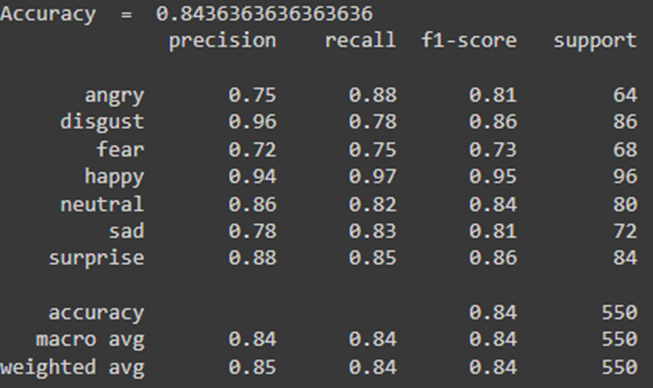 Accuracy = 0.8436363636363636
precision recall f1-score support
angry 0.75 0.88 0.81 64
disgust 0.96 0.78 0.86 86
fear 0.72 0.75 0.73 68
happy 0.94 0.97 0.95 96
neutral 0.86 0.82 0.84 80
sad 0.78 0.83 0.81 72
surprise 0.88 0.85 0.86 84
accuracy 0.84 550
macro avg 0.84 0.84 0.84 550
weighted avg 0.85 0.84 0.84 550